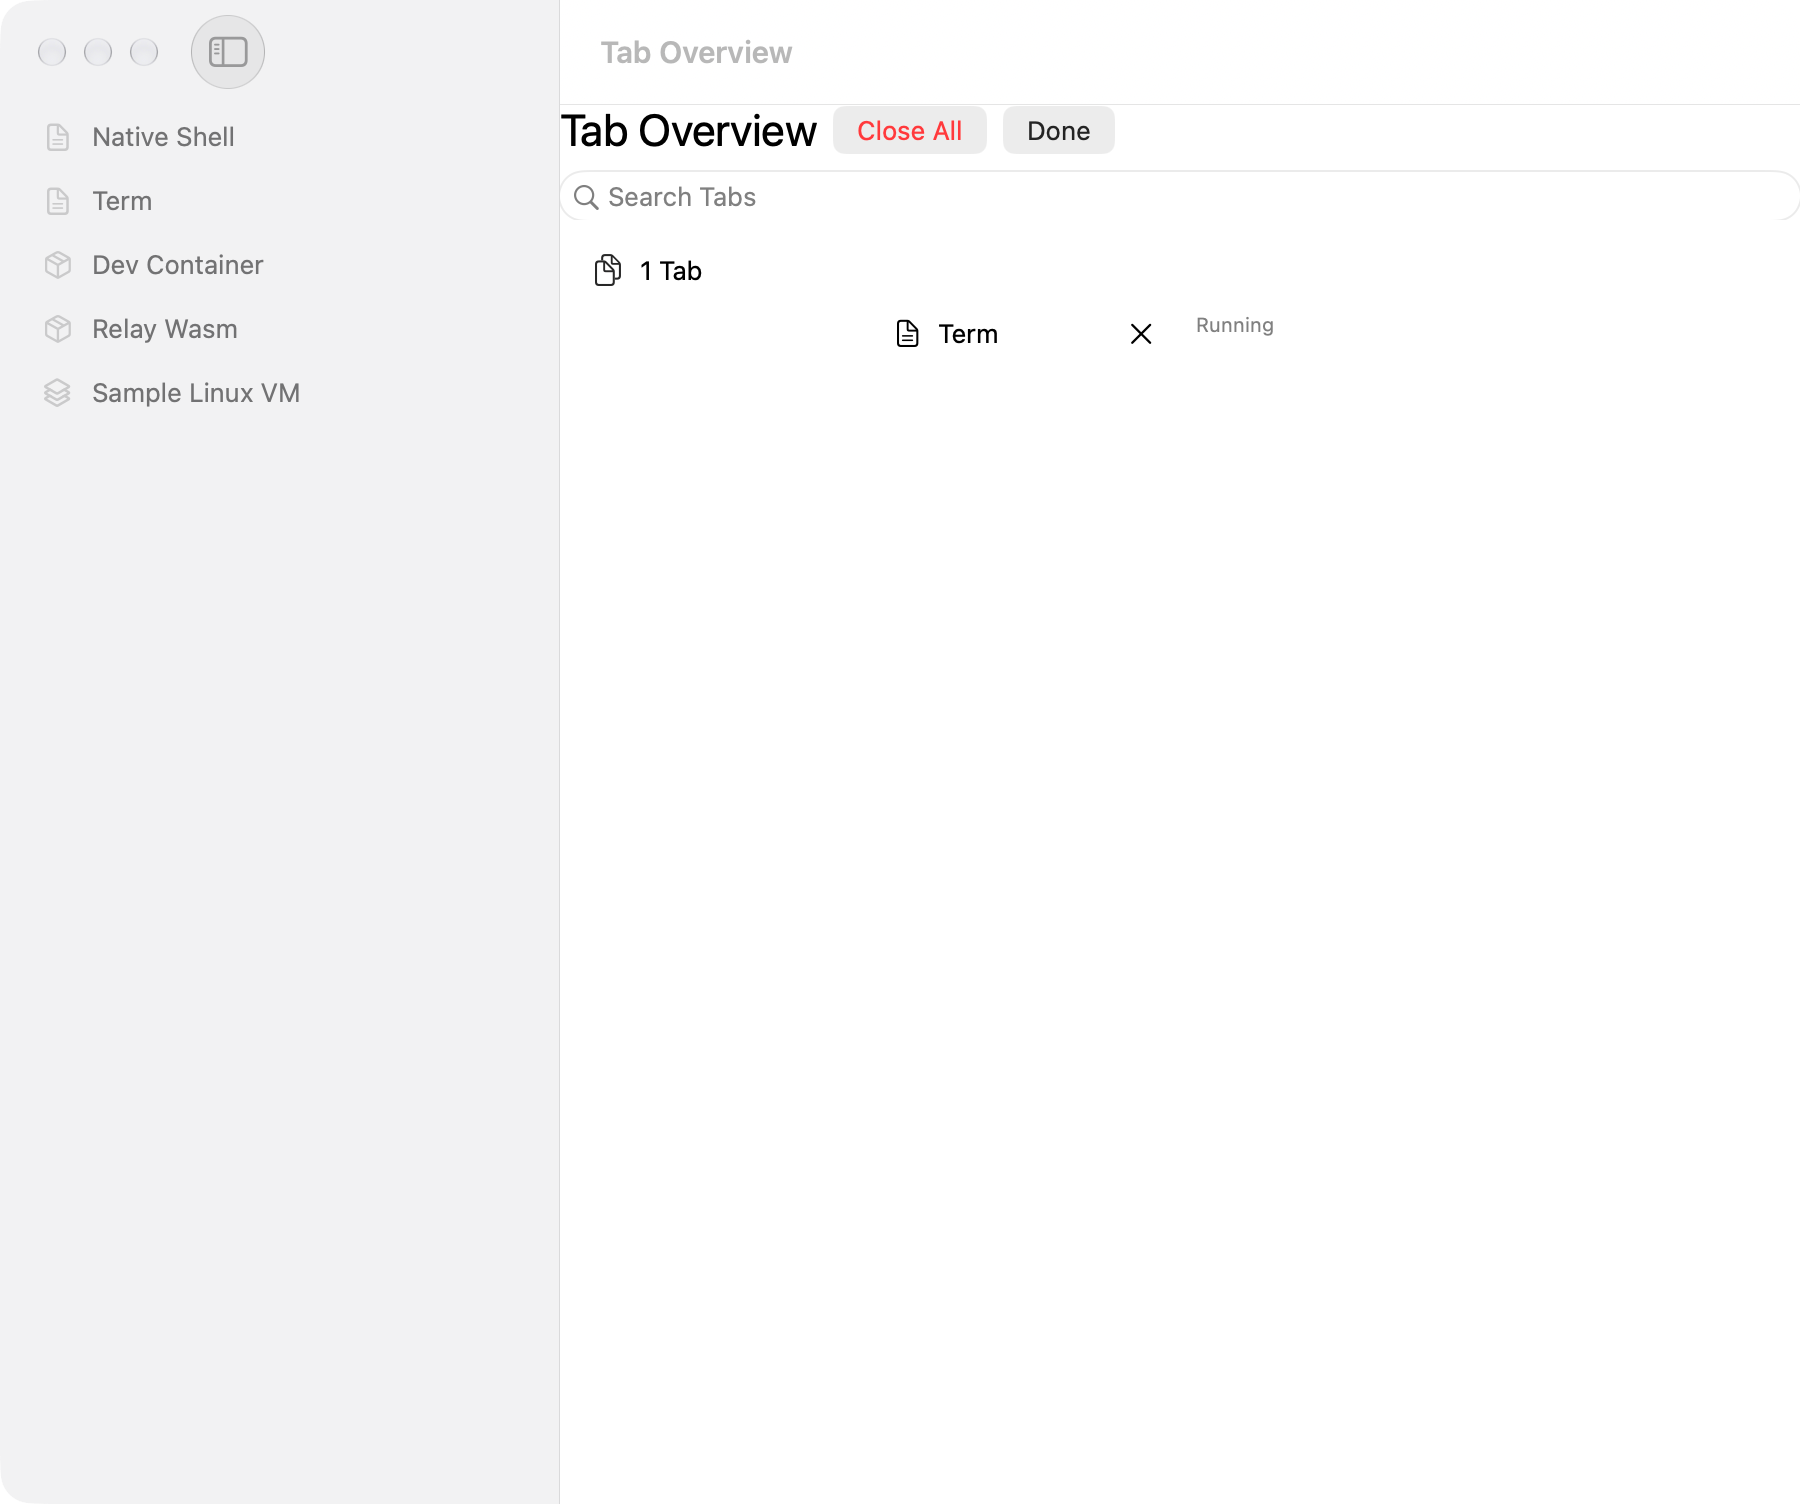 Tab Overview
Native Shell
Term
Dev Container
Relay Wasm
Sample Linux VM
Tab Overview Close All Done
Search Tabs
1 Tab
Term Running